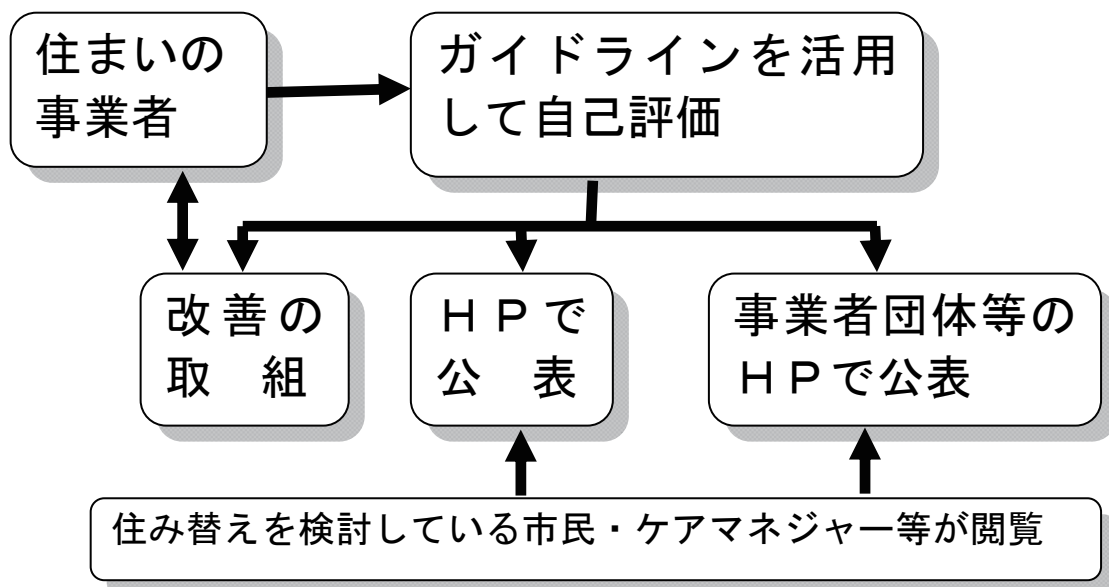 住まいの
事業者
ガイドラインを活用
して自己評価
改善の
取　組
ＨＰで
公　表
事業者団体等の
ＨＰで公表
住み替えを検討している市民・ケアマネジャー等が閲覧